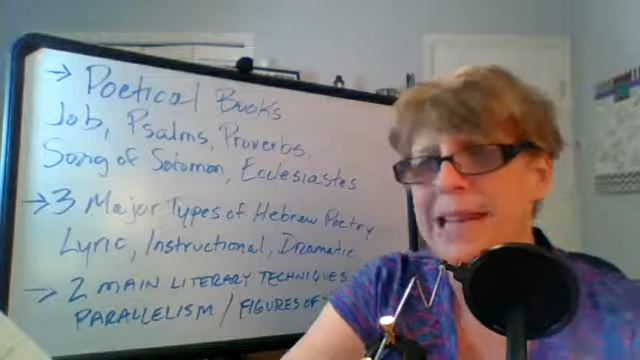 → Poetical Books
Job, Psalms, Proverbs,
Song of Solomon, Ecclesiastes
→ 3 Major Types of Hebrew Poetry
Lyric, Instructional, Dramatic
→ 2 MAIN LITERARY TECHNIQUES
PARALLELISM / FIGURES OF